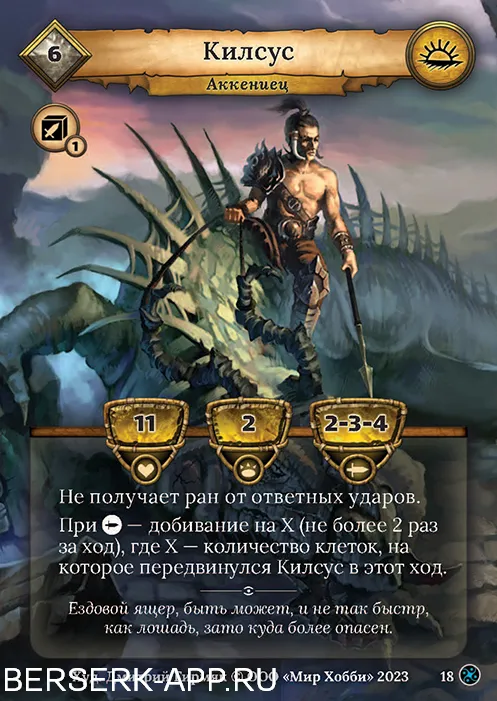 6
Килсус
Аккениец
1
11
2
2-3-4
Не получает ран от ответных ударов.
При — добивание на X (не более 2 раз
за ход), где X — количество клеток, на
которое передвинулся Килсус в этот ход.
Ездовой ящер, быть может, и не так быстр,
как лошадь, зато куда более опасен.
© ООО «Мир Хобби» 2023
18
BERSERK-APP.RU